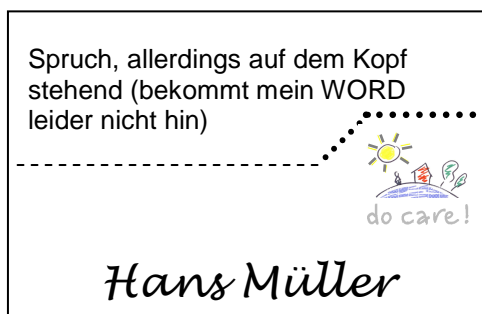 Spruch, allerdings auf dem Kopf
stehend (bekommt mein WORD
leider nicht hin)
do care!
Hans Müller